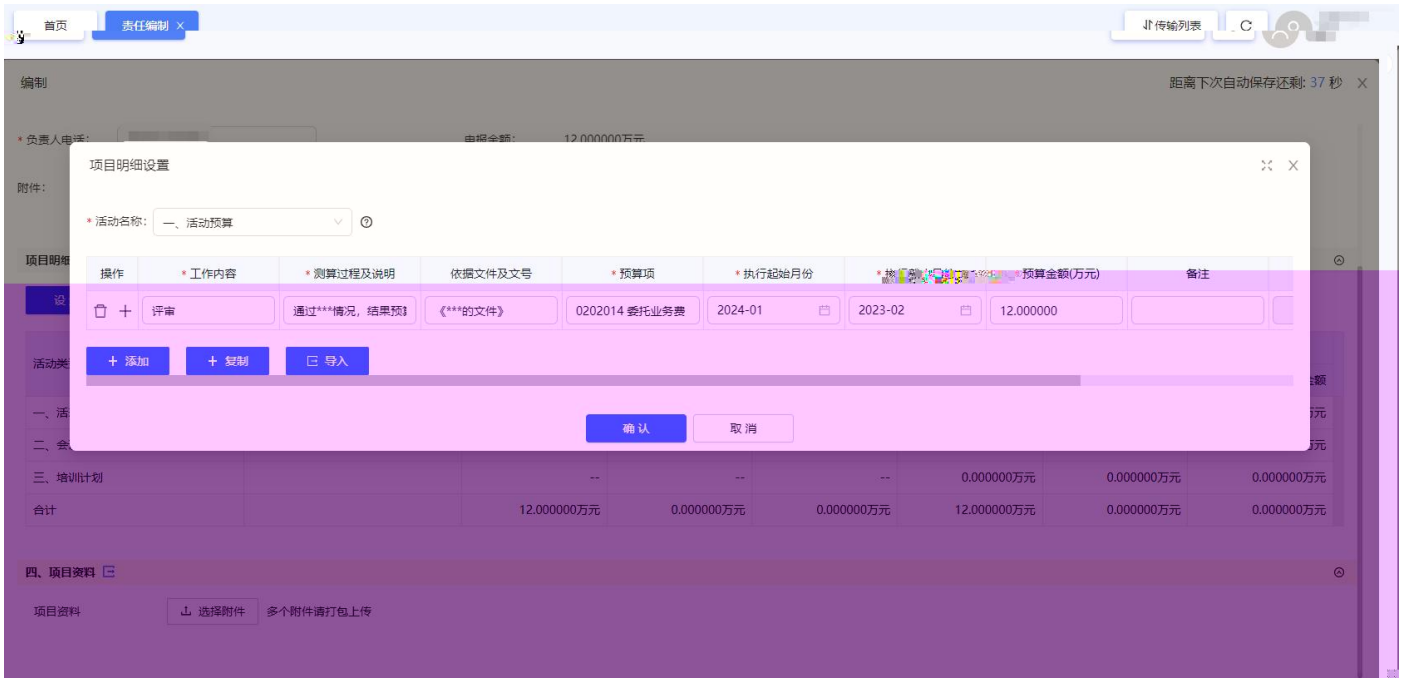 首页 责任编制 × 传输列表
编制 距离下次自动保存还剩: 37 秒 ×
* 负责人电话: 申报金额: 12.000000万元
项目明细设置
附件:
* 活动名称: 一、活动预算
项目明细
操作 * 工作内容 * 测算过程及说明 依据文件及文号 * 预算项 * 执行起始月份 * 预算金额(万元) 备注
设
评审 通过***情况，结果预 《***的文件》 0202014 委托业务费 2024-01 2023-02 12.000000
+ 添加 + 复制 导入
活动类
金额
一、活 万元
确 认 取 消
二、会 万元
三、培训计划 -- -- -- 0.000000万元 0.000000万元 0.000000万元
合计 12.000000万元 0.000000万元 0.000000万元 12.000000万元 0.000000万元 0.000000万元
四、项目资料
项目资料 选择附件 多个附件请打包上传